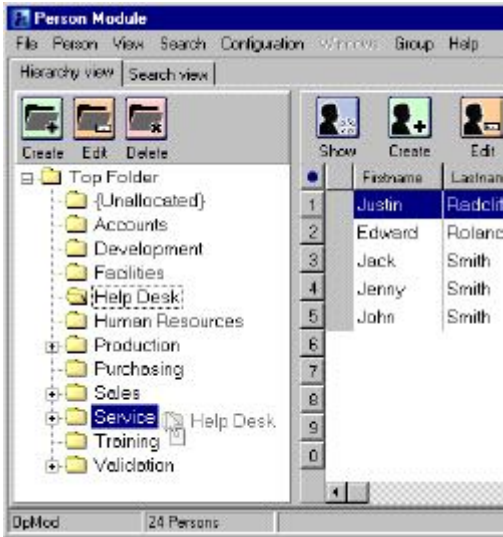 Person Module
File Person View Search Configuration Windows Group Help
Hierarchy view Search view
Create Edit Delete
Show Create Edit
Top Folder
{Unallocated}
Accounts
Development
Facilities
Help Desk
Human Resources
Production
Purchasing
Sales
Service Help Desk
Training
Validation
Firstname Lastnam
1 Justin Radclif
2 Edward Rolanc
3 Jack Smith
4 Jenny Smith
5 John Smith
6
7
8
9
0
OpMod 24 Persons